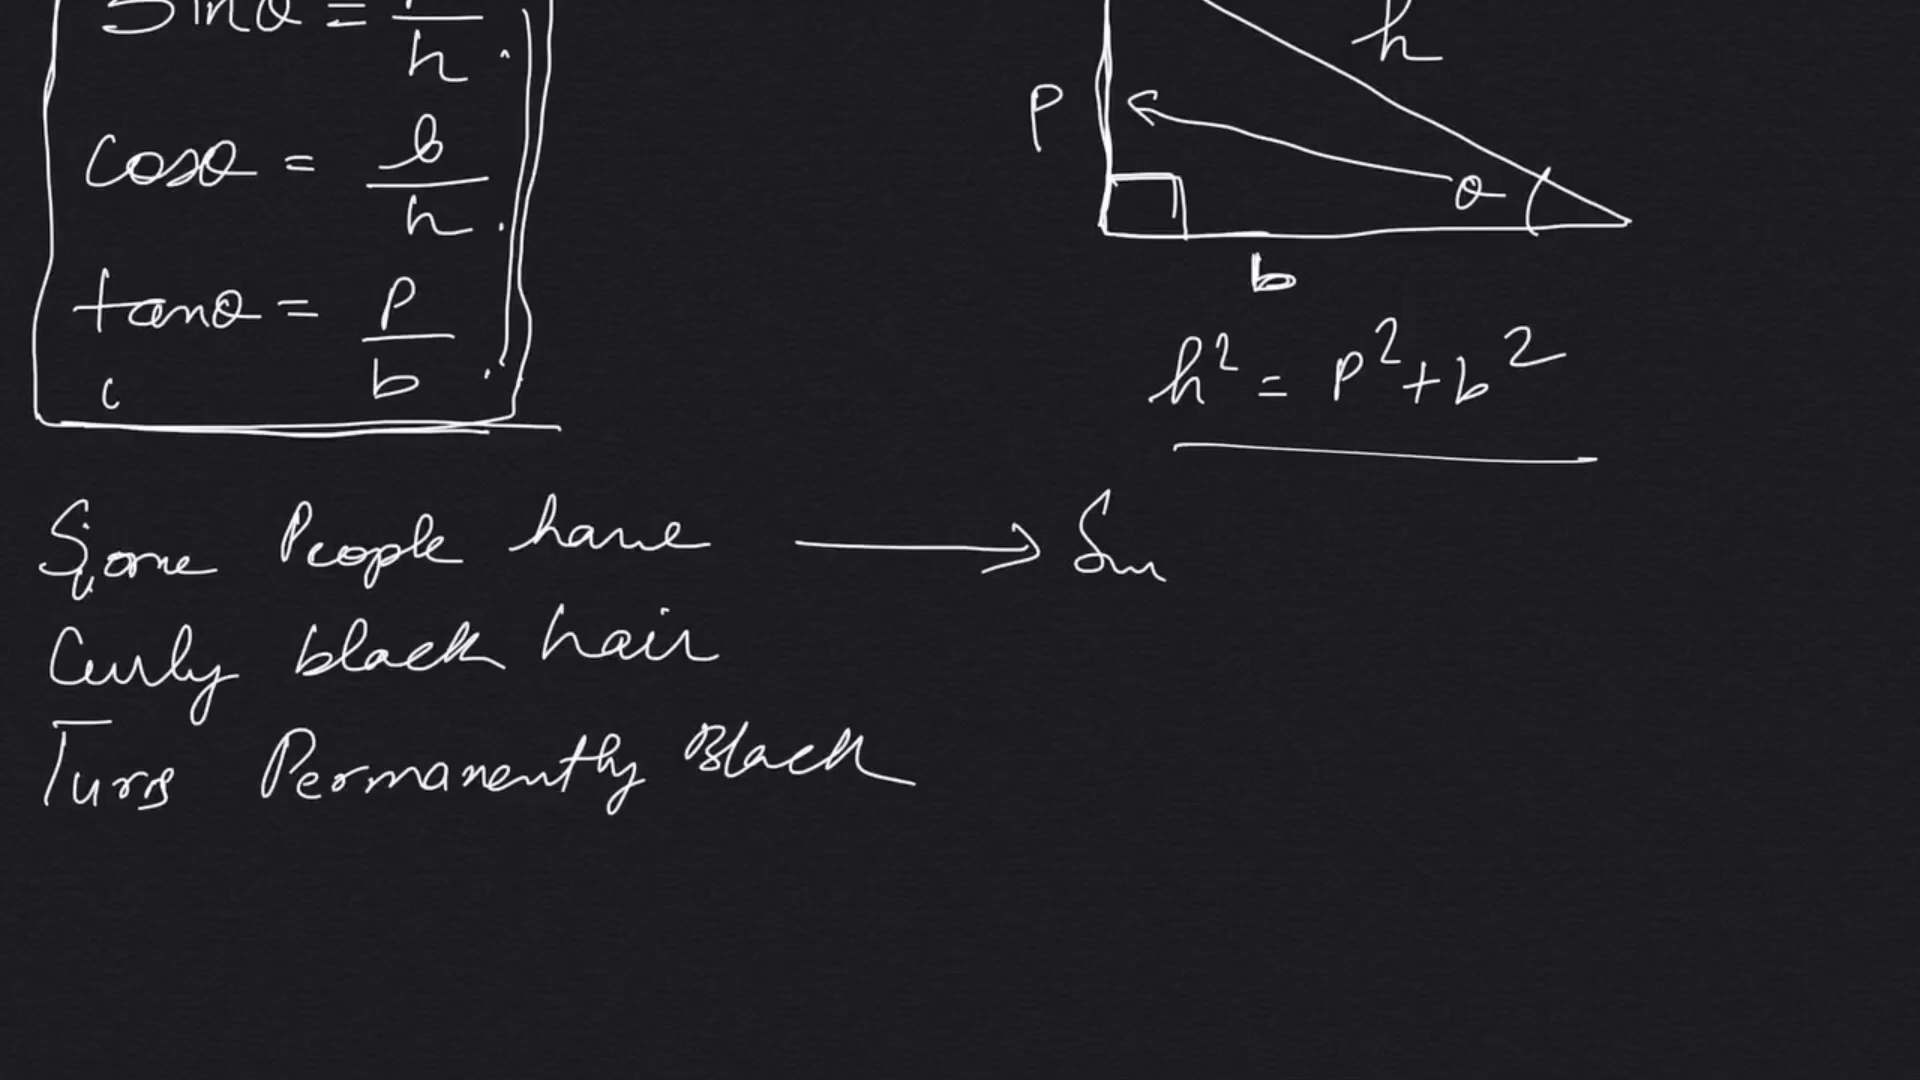 Sinθ = p/h
cosθ = b/h
tanθ = p/b
h
p
θ
b
h² = p² + b²
Some People have → Sin
Curly black hair
Turns Permanently Black